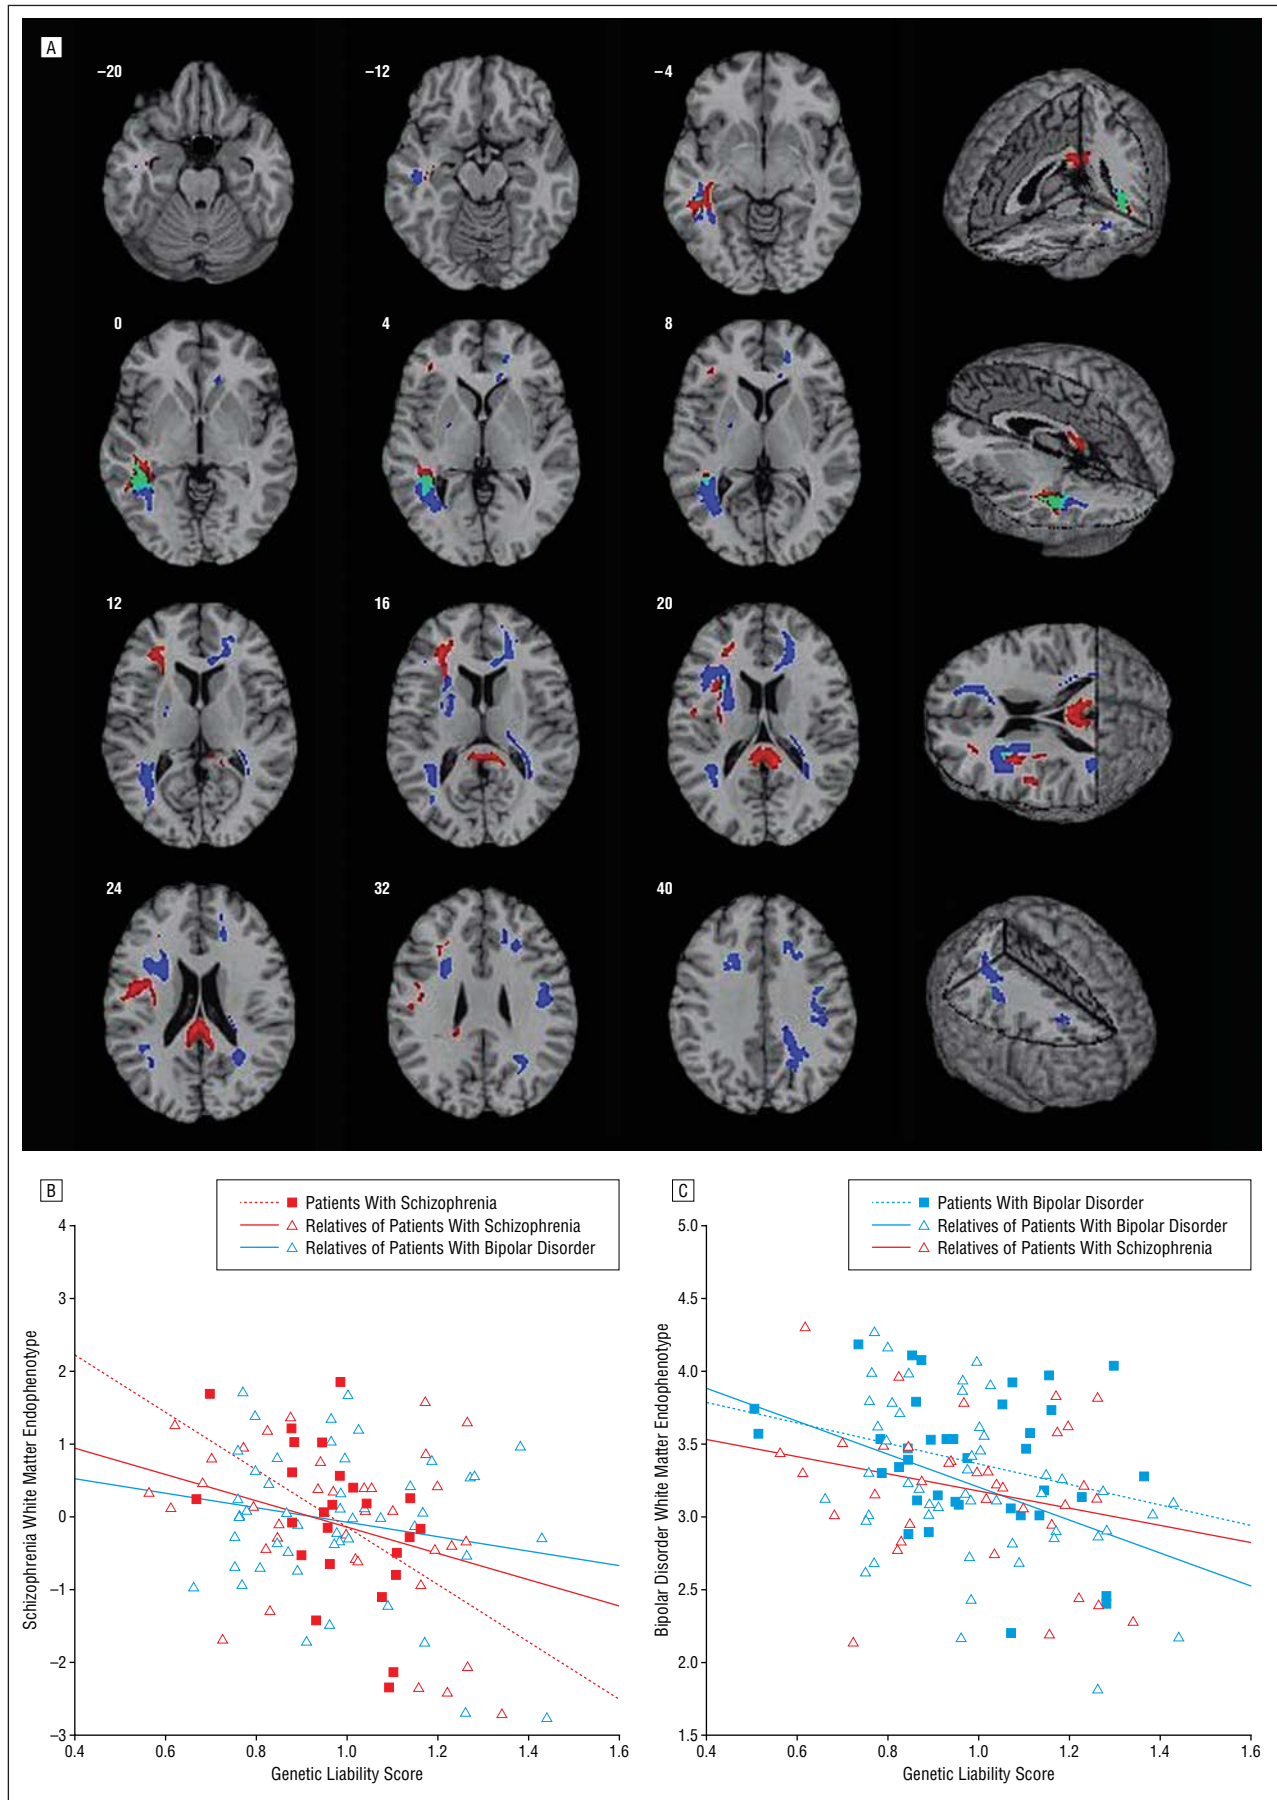 A
−20
−12
−4
0
4
8
12
16
20
24
32
40
B
Patients With Schizophrenia
Relatives of Patients With Schizophrenia
Relatives of Patients With Bipolar Disorder
4
3
2
1
0
−1
−2
−3
Schizophrenia White Matter Endophenotype
0.4 0.6 0.8 1.0 1.2 1.4 1.6
Genetic Liability Score
C
Patients With Bipolar Disorder
Relatives of Patients With Bipolar Disorder
Relatives of Patients With Schizophrenia
5.0
4.5
4.0
3.5
3.0
2.5
2.0
1.5
Bipolar Disorder White Matter Endophenotype
0.4 0.6 0.8 1.0 1.2 1.4 1.6
Genetic Liability Score